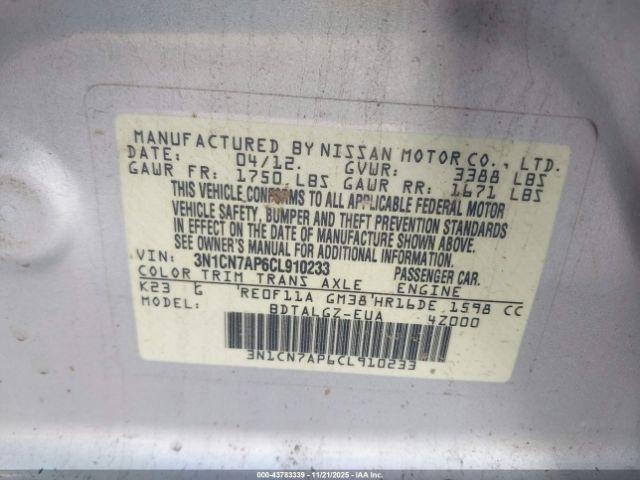 MANUFACTURED BY NISSAN MOTOR CO., LTD.
DATE: 04/12. GVWR: 3388 LBS
GAWR FR: 1750 LBS GAWR RR: 1671 LBS
THIS VEHICLE CONFORMS TO ALL APPLICABLE FEDERAL MOTOR
VEHICLE SAFETY, BUMPER AND THEFT PREVENTION STANDARDS
IN EFFECT ON THE DATE OF MANUFACTURE SHOWN ABOVE.
SEE OWNER'S MANUAL FOR ADDITIONAL INFORMATION.
VIN: 3N1CN7AP6CL910233 PASSENGER CAR.
COLOR TRIM TRANS AXLE ENGINE
K23 G RE0F11A GM38 HR16DE 1598 CC
MODEL: BDTALGZ-EUA 4Z000
3N1CN7AP6CL910233
000-43783339 | 11/21/2025 | IAA Holdings, LLC